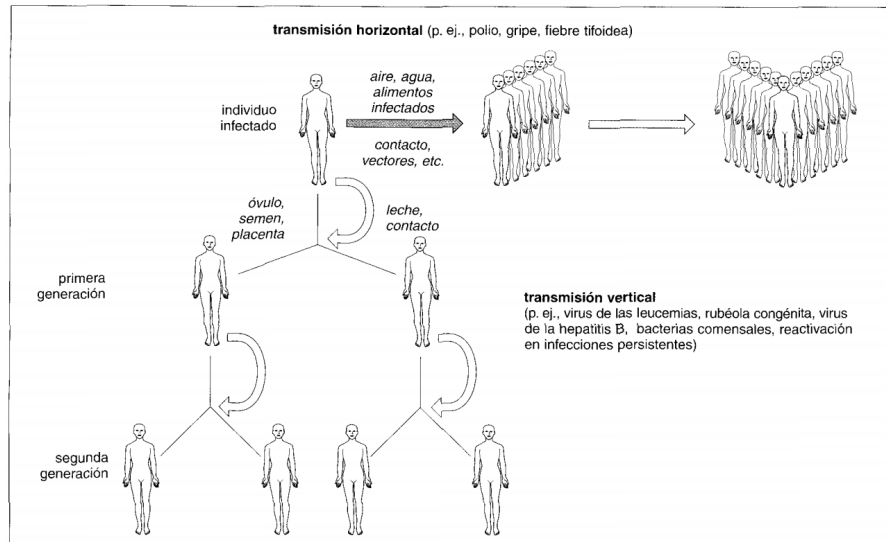 transmisión horizontal (p. ej., polio, gripe, fiebre tifoidea)
individuo
infectado
aire, agua,
alimentos
infectados
contacto,
vectores, etc.
óvulo,
semen,
placenta
leche,
contacto
primera
generación
transmisión vertical
(p. ej., virus de las leucemias, rubéola congénita, virus
de la hepatitis B, bacterias comensales, reactivación
en infecciones persistentes)
segunda
generación